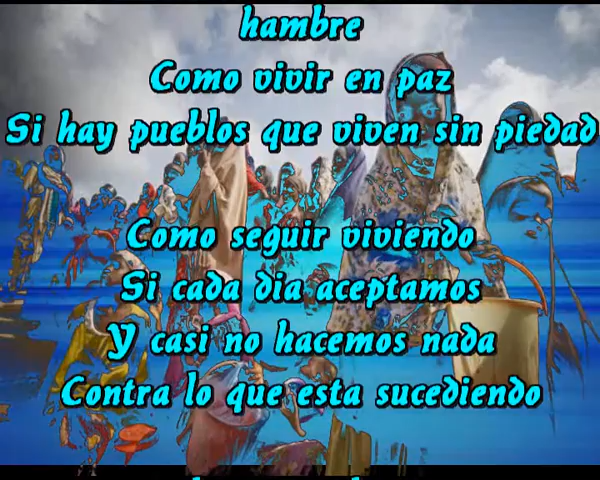 hambre
Como vivir en paz
Si hay pueblos que viven sin piedad
Como seguir viviendo
Si cada dia aceptamos
Y casi no hacemos nada
Contra lo que esta sucediendo